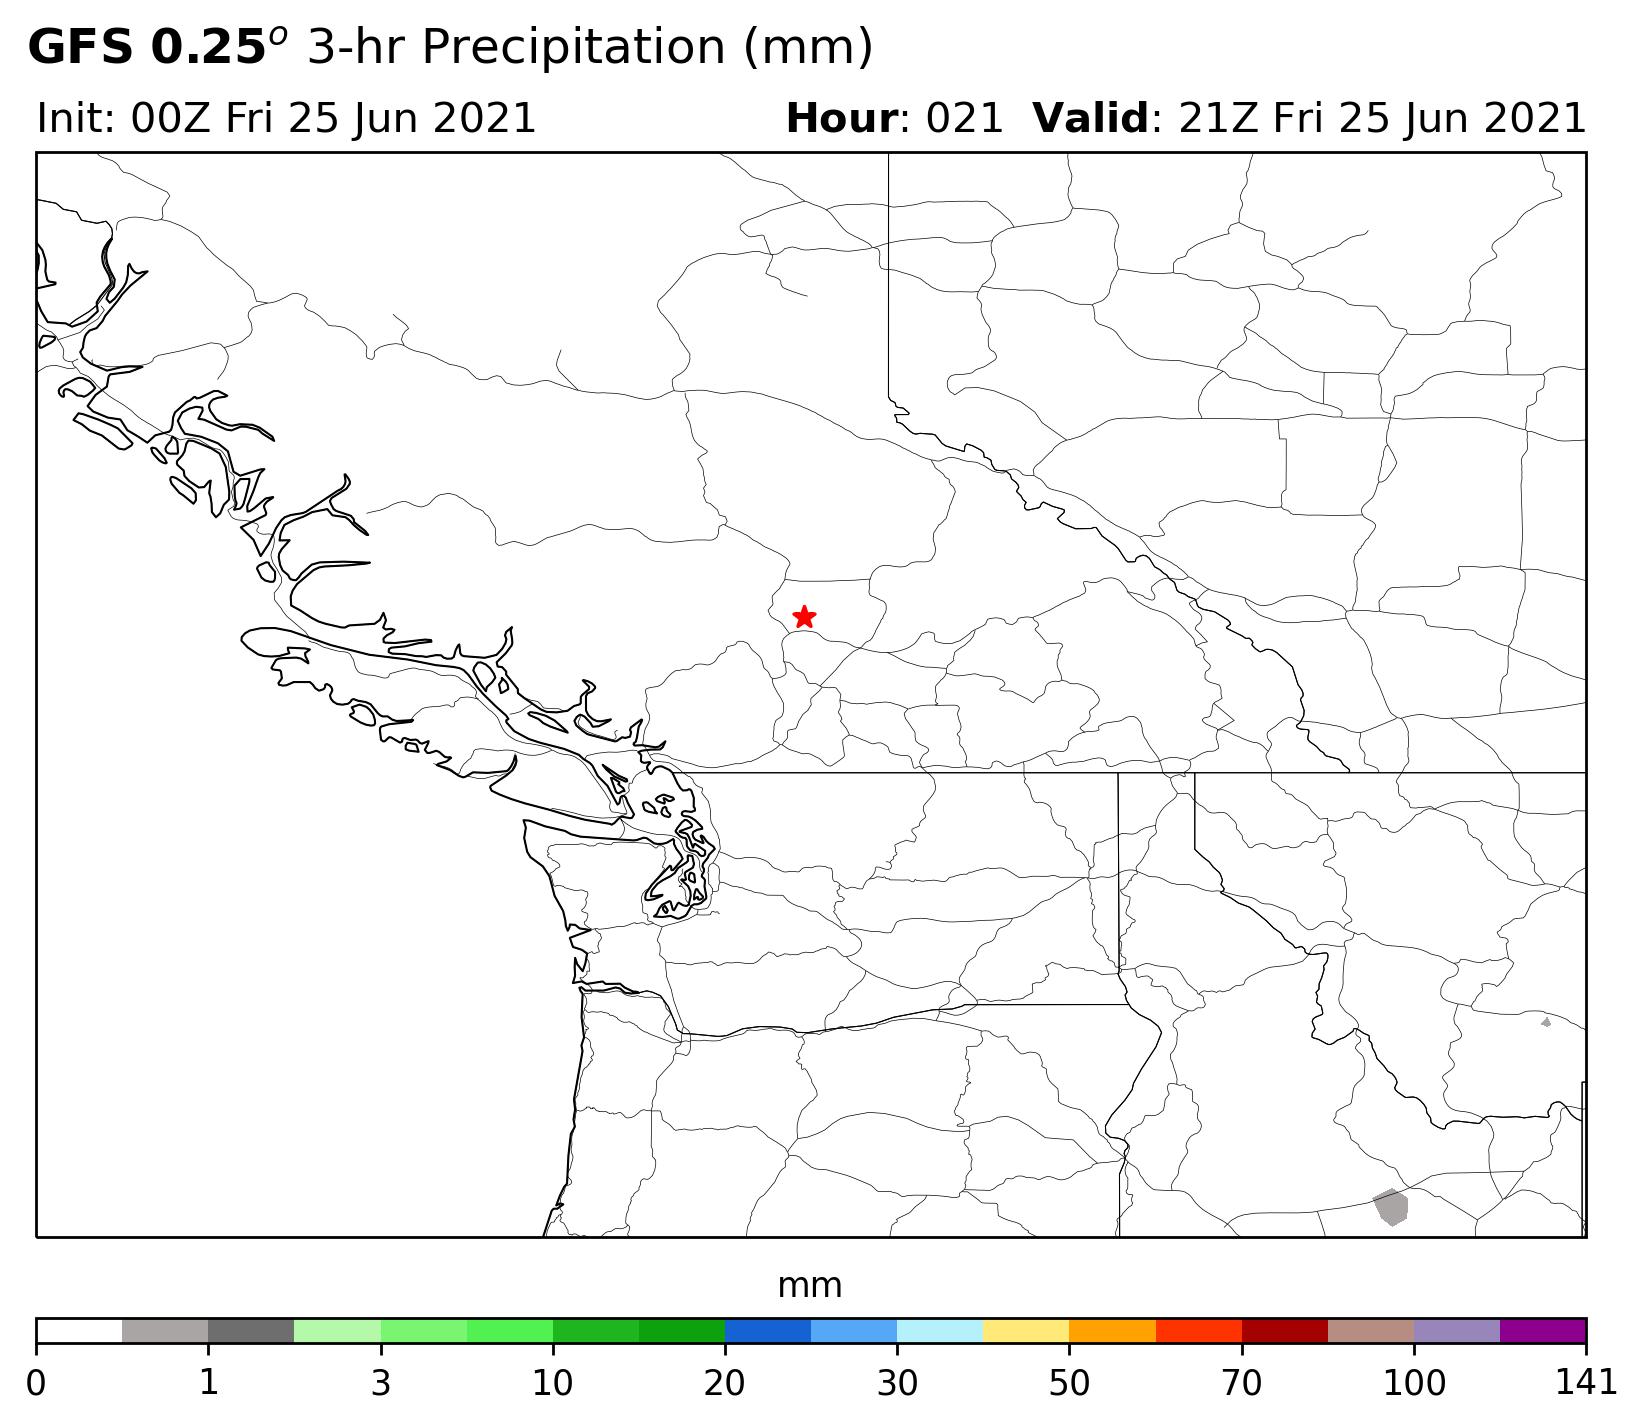 GFS 0.25° 3-hr Precipitation (mm)
Init: 00Z Fri 25 Jun 2021
Hour: 021 Valid: 21Z Fri 25 Jun 2021
mm
0 1 3 10 20 30 50 70 100 141